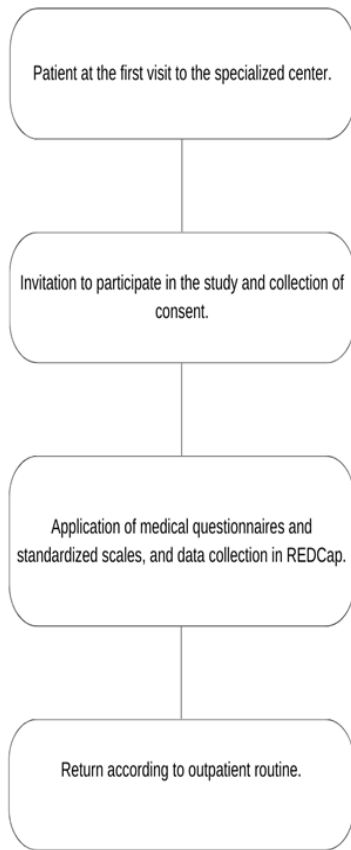 Patient at the first visit to the specialized center.
Invitation to participate in the study and collection of
consent.
Application of medical questionnaires and
standardized scales, and data collection in REDCap.
Return according to outpatient routine.